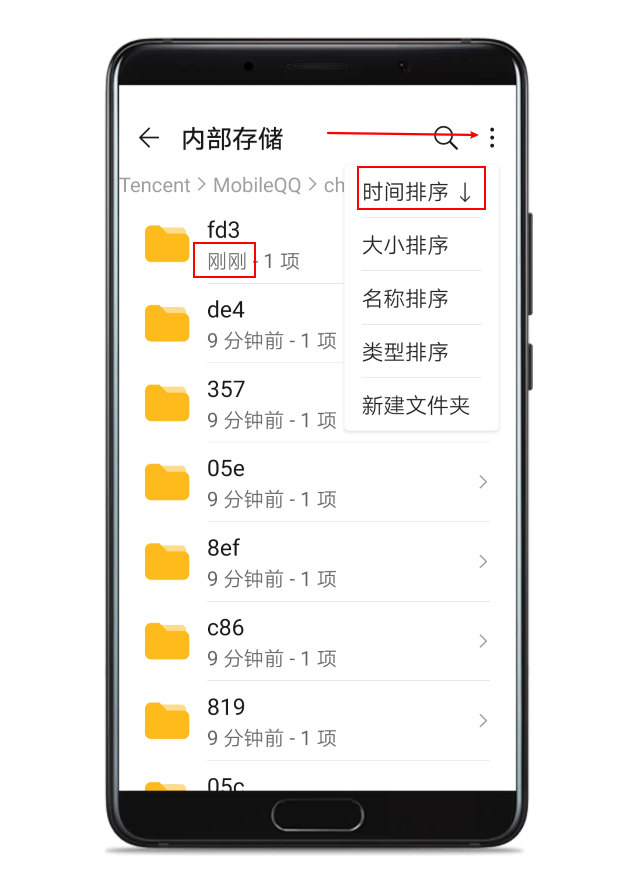 内部存储
Tencent > MobileQQ > ch
时间排序 ↓
大小排序
名称排序
类型排序
新建文件夹
fd3
刚刚 - 1 项
de4
9 分钟前 - 1 项
357
9 分钟前 - 1 项
05e
9 分钟前 - 1 项
8ef
9 分钟前 - 1 项
c86
9 分钟前 - 1 项
819
9 分钟前 - 1 项
05c